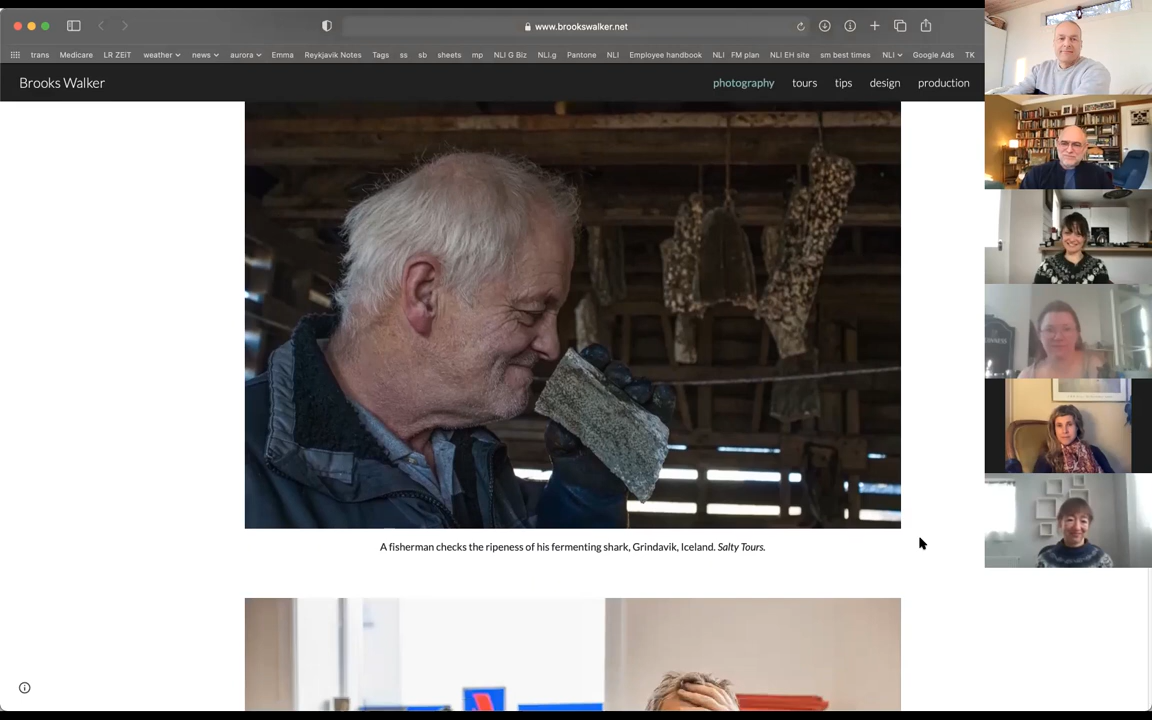 www.brookswalker.net
trans Medicare LR ZEIT weather news aurora Emma Reykjavik Notes Tags ss sb sheets mp NLI G Biz NLi.g Pantone NLI Employee handbook NLI FM plan NLI EH site sm best times NLI Google Ads TK
Brooks Walker
photography tours tips design production
A fisherman checks the ripeness of his fermenting shark, Grindavik, Iceland. Salty Tours.